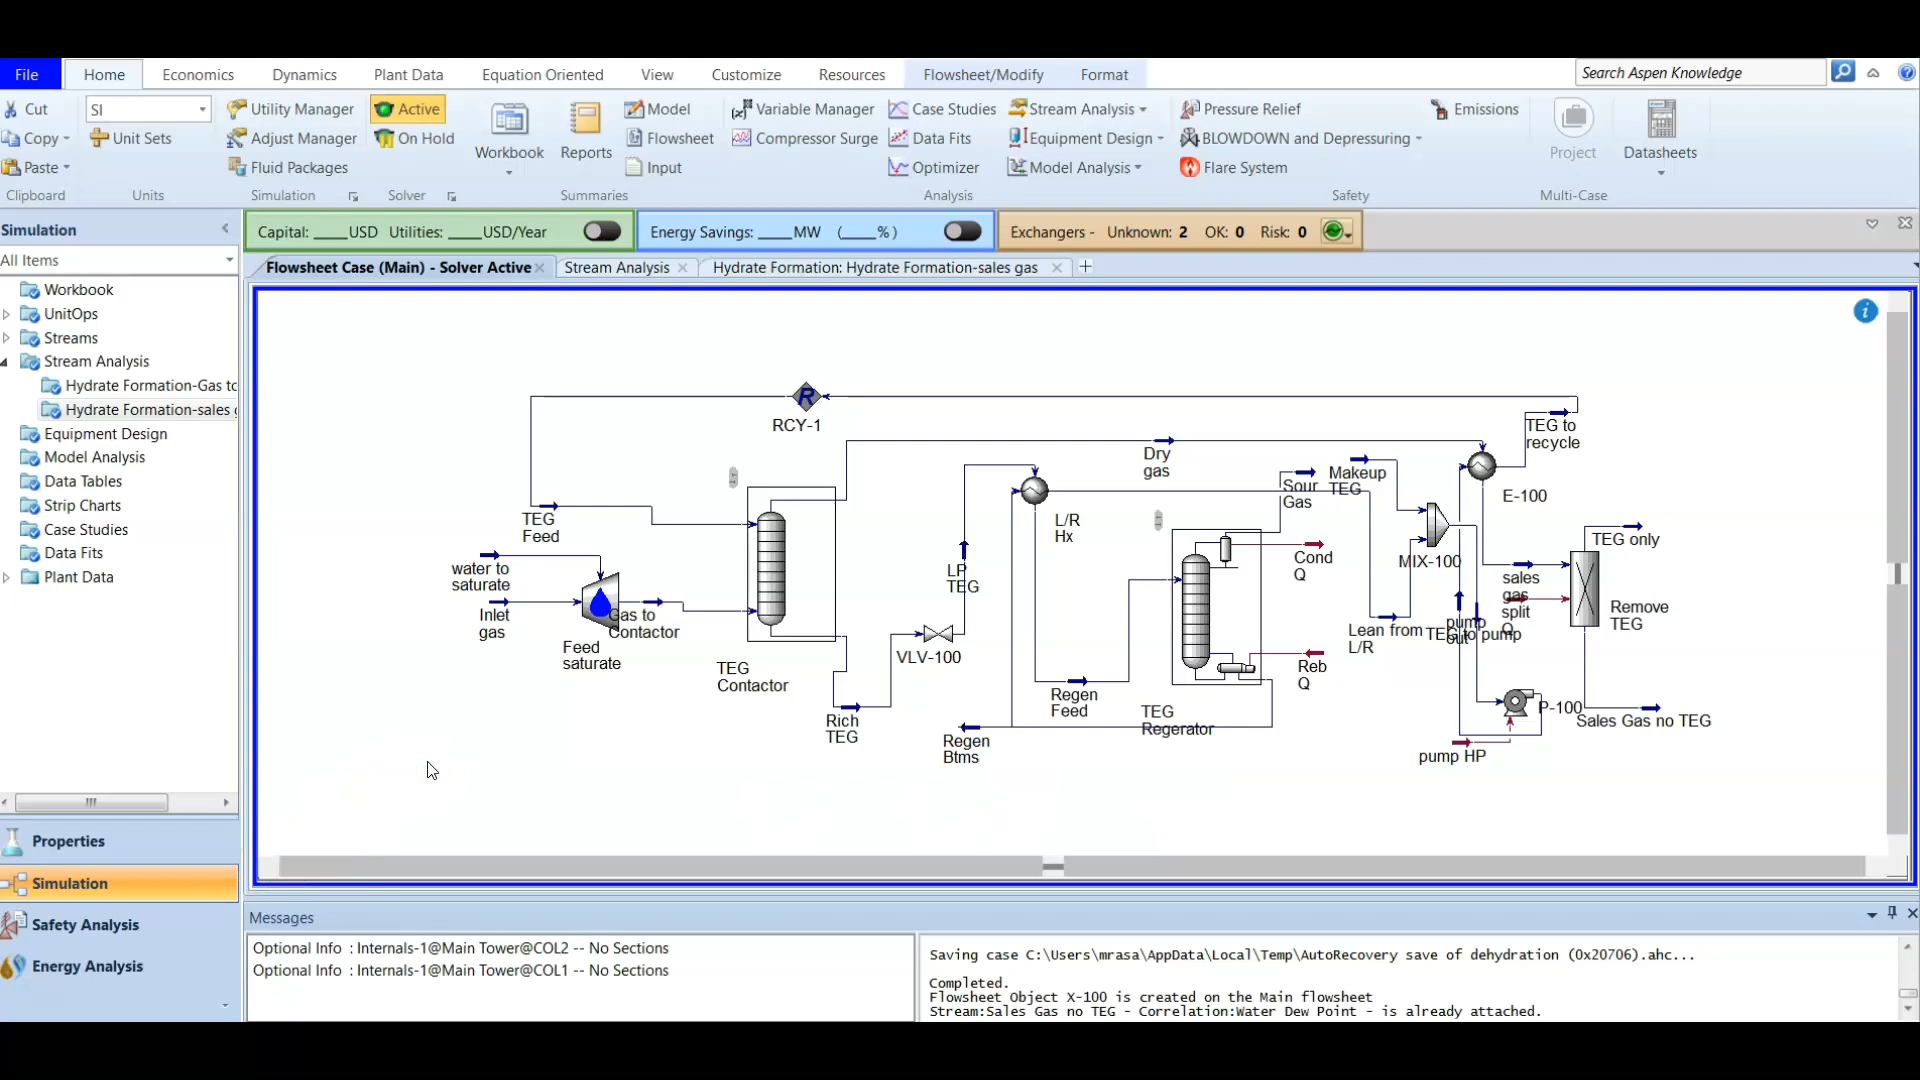 File Home Economics Dynamics Plant Data Equation Oriented View Customize Resources Flowsheet/Modify Format Search Aspen Knowledge
Cut SI Utility Manager Active Model Variable Manager Case Studies Stream Analysis Pressure Relief Emissions
Copy Unit Sets Adjust Manager On Hold Workbook Reports Flowsheet Compressor Surge Data Fits Equipment Design BLOWDOWN and Depressuring Project Datasheets
Paste Fluid Packages Input Optimizer Model Analysis Flare System
Clipboard Units Simulation Solver Summaries Analysis Safety Multi-Case
Simulation
Capital: ____USD Utilities: ____USD/Year Energy Savings: ____MW (____%) Exchangers - Unknown: 2 OK: 0 Risk: 0
All Items
Flowsheet Case (Main) - Solver Active Stream Analysis Hydrate Formation: Hydrate Formation-sales gas
Workbook
UnitOps
Streams
Stream Analysis
Hydrate Formation-Gas to
Hydrate Formation-sales g
Equipment Design
Model Analysis
Data Tables
Strip Charts
Case Studies
Data Fits
Plant Data
Properties
Simulation
Safety Analysis
Energy Analysis
R
RCY-1
TEG to
recycle
Dry
gas
Sour
Gas
Makeup
TEG
E-100
TEG
Feed
L/R
Hx
TEG only
water to
saturate
LP
TEG
Cond
Q
MIX-100
sales
gas
split
Q
Inlet
gas
Gas to
Contactor
Remove
TEG
Feed
saturate
VLV-100
Lean from
L/R
TEG to pump
pump
out
TEG
Contactor
Reb
Q
Regen
Feed
TEG
Regerator
P-100
Sales Gas no TEG
Rich
TEG
Regen
Btms
pump HP
Messages
Optional Info : Internals-1@Main Tower@COL2 -- No Sections
Optional Info : Internals-1@Main Tower@COL1 -- No Sections
Saving case C:\Users\mrasa\AppData\Local\Temp\AutoRecovery save of dehydration (0x20706).ahc...
Completed.
Flowsheet Object X-100 is created on the Main flowsheet
Stream:Sales Gas no TEG - Correlation:Water Dew Point - is already attached.